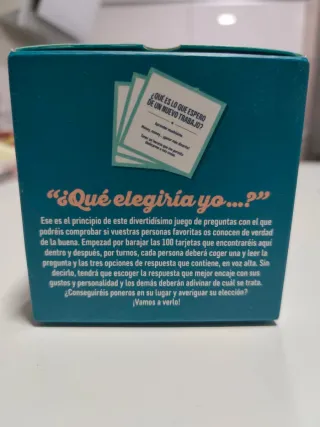 ¿QUÉ ES LO QUE ESPERO
DE UN NUEVO TRABAJO?
"¿Qué elegiría yo...?"
Ese es el principio de este divertidísimo juego de preguntas con el que
podréis comprobar si vuestras personas favoritas os conocen de verdad
de la buena. Empezad por barajar las 100 tarjetas que encontraréis aquí
dentro y después, por turnos, cada persona deberá coger una y leer la
pregunta y las tres opciones de respuesta que contiene, en voz alta. Sin
decirlo, tendrá que escoger la respuesta que mejor encaje con sus
gustos y personalidad y los demás deberán adivinar de cuál se trata.
¿Conseguiréis poneros en su lugar y averiguar su elección?
¡Vamos a verlo!